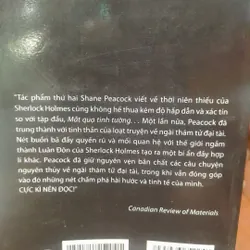 "Tác phẩm thứ hai Shane Peacock viết về thời niên thiếu của
Sherlock Holmes cũng không hề thua kém độ hấp dẫn và xác tín
so với tập đầu, Một quạ tinh tường... Một lần nữa, Peacock đã
trung thành với tinh thần của loạt truyện về ngài thám tử đại tài.
Nét buồn bã đầy quyến rũ và mối quan hệ với thế giới ngầm
thành Luân Đôn của Sherlock Holmes tạo ra một bí ẩn đầy hợp
lí khác. Peacock đã giữ nguyên vẹn bản chất các câu chuyện
nguyên thủy về ngài thám tử đại tài, trong khi vẫn đóng góp
vào đó những nét chấm phá hài hước và tinh tế của mình.
CỰC KÌ NÊN ĐỌC!"
Canadian Review of Materials